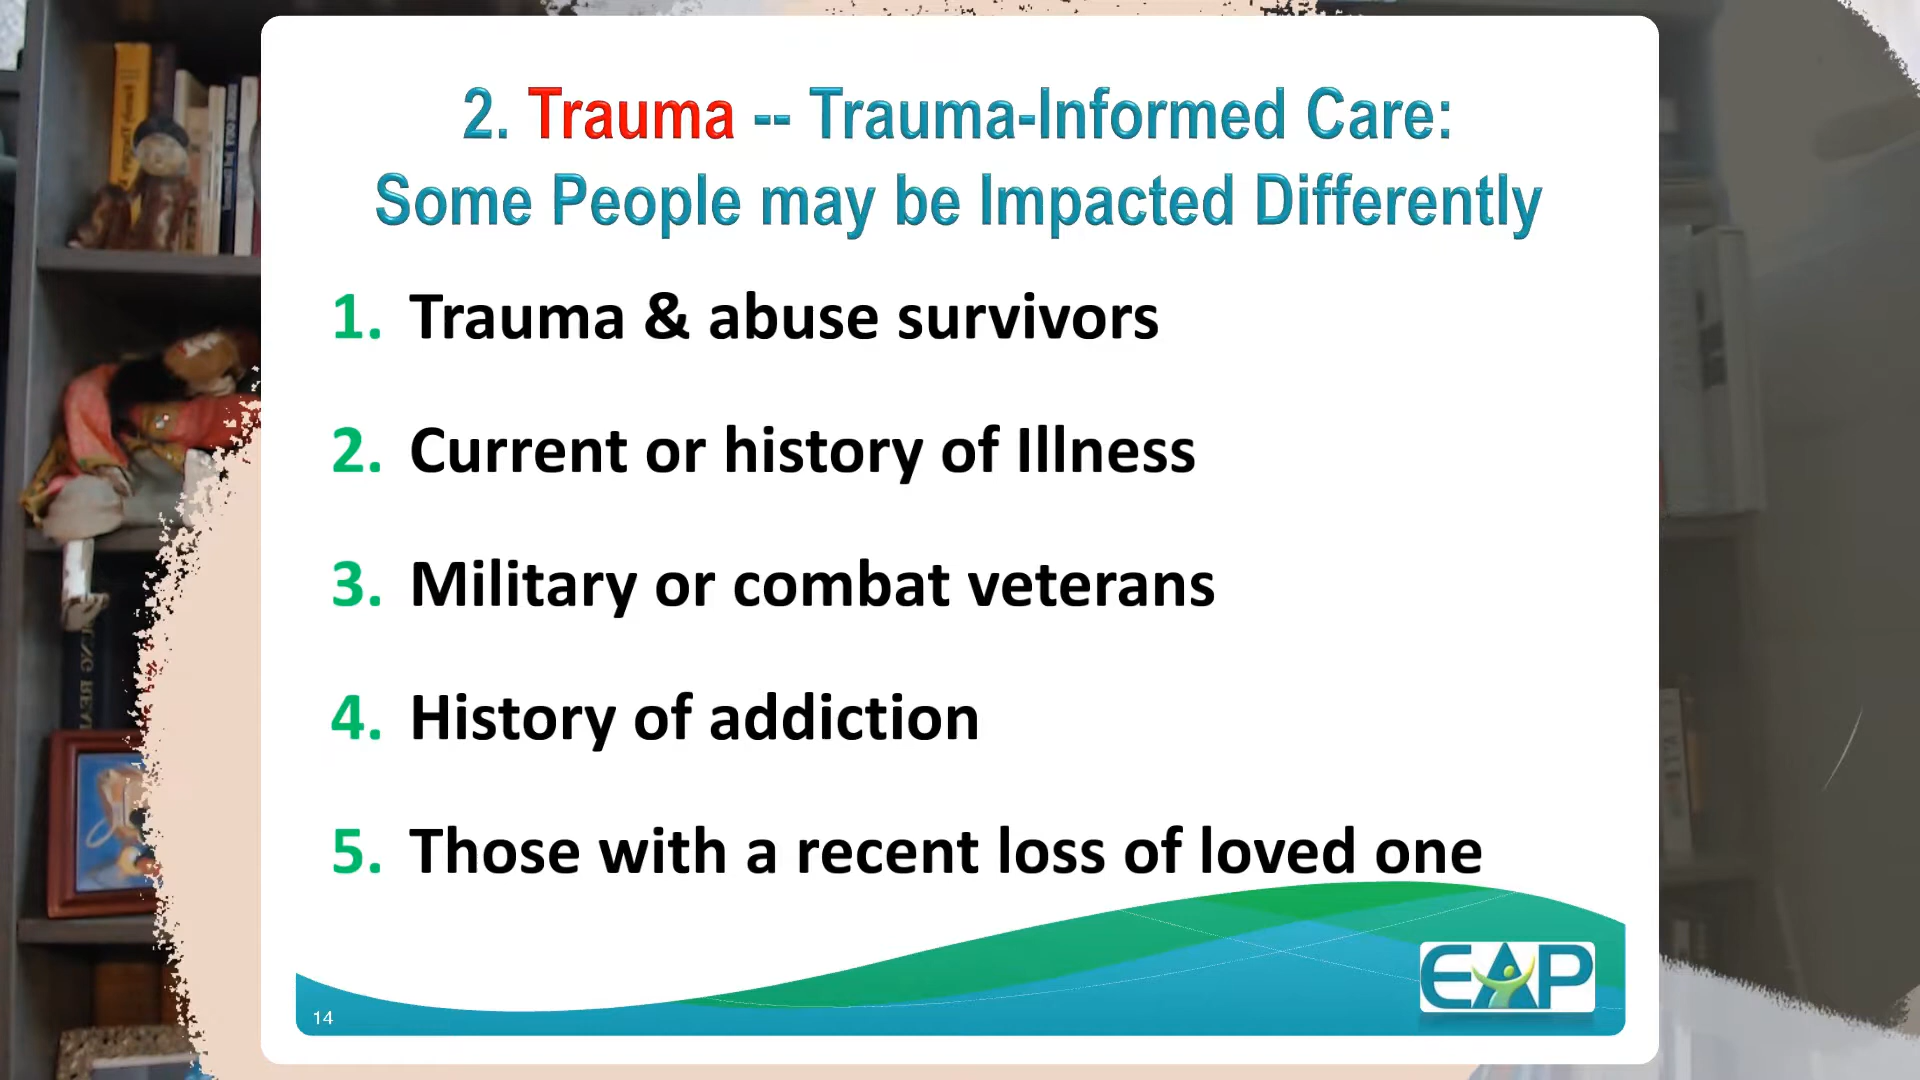 2. Trauma -- Trauma-Informed Care:
Some People may be Impacted Differently
1. Trauma & abuse survivors
2. Current or history of Illness
3. Military or combat veterans
4. History of addiction
5. Those with a recent loss of loved one
EAP
14